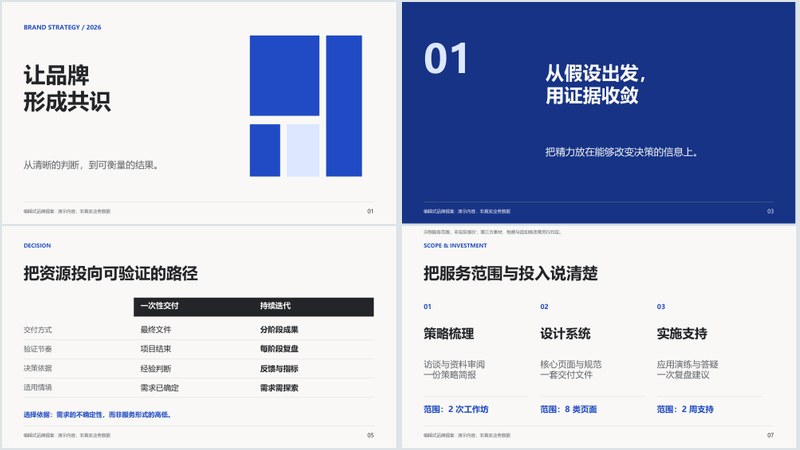 BRAND STRATEGY / 2026
让品牌
形成共识
从清晰的判断，到可衡量的结果。
01
01
从假设出发，
用证据收敛
把精力放在能够改变决策的信息上。
03
DECISION
把资源投向可验证的路径
一次性交付 持续迭代
交付方式 最终文件 分阶段成果
验证节奏 项目结束 每阶段复盘
决策依据 经验判断 反馈与指标
适用情境 需求已确定 需求需探索
选择依据：需求的不确定性，而非服务形式的高低。
05
SCOPE & INVESTMENT
把服务范围与投入说清楚
01 02 03
策略梳理 设计系统 实施支持
访谈与资料审阅 核心页面与规范 应用演练与答疑
一份策略简报 一套交付文件 一次复盘建议
范围：2 次工作坊 范围：8 类页面 范围：2 周支持
07